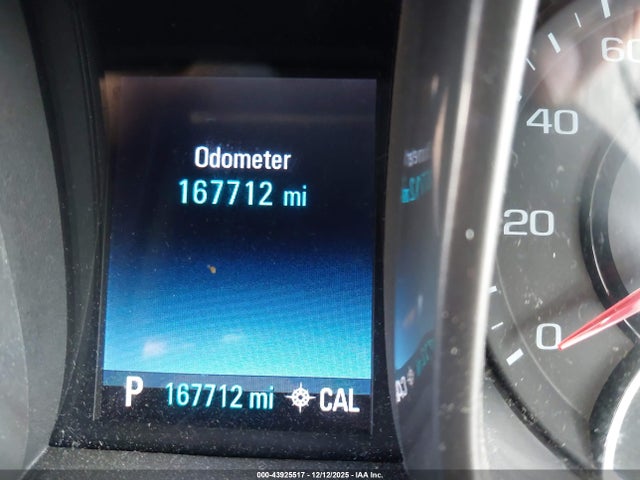 Odometer
167712 mi
P 167712 mi CAL
60
40
20
0
000-43925517 - 12/12/2025 - IAA Inc.